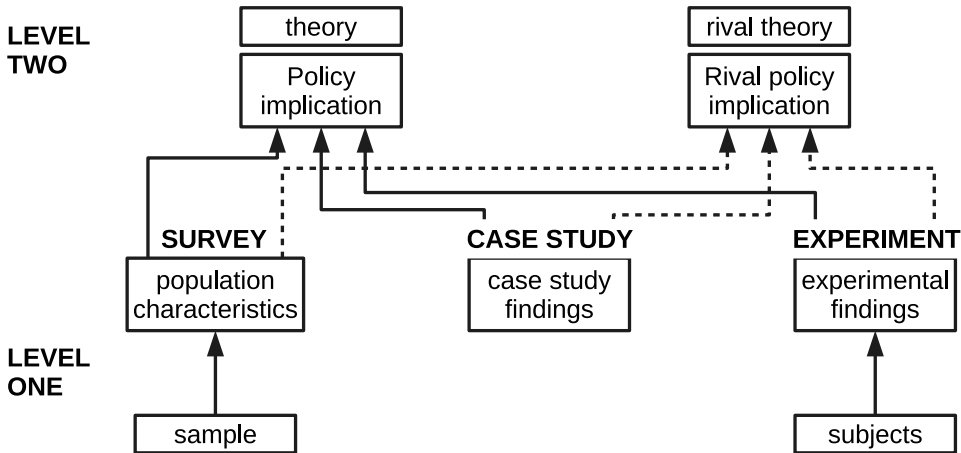 LEVEL
TWO
theory
rival theory
Policy
implication
Rival policy
implication
SURVEY
CASE STUDY
EXPERIMENT
population
characteristics
case study
findings
experimental
findings
LEVEL
ONE
sample
subjects